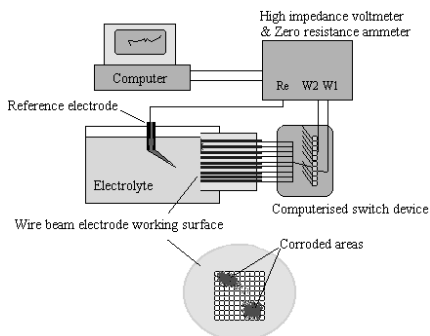 High impedance voltmeter
& Zero resistance ammeter
Computer
Re W2 W1
Reference electrode
Electrolyte
Computerised switch device
Wire beam electrode working surface
Corroded areas